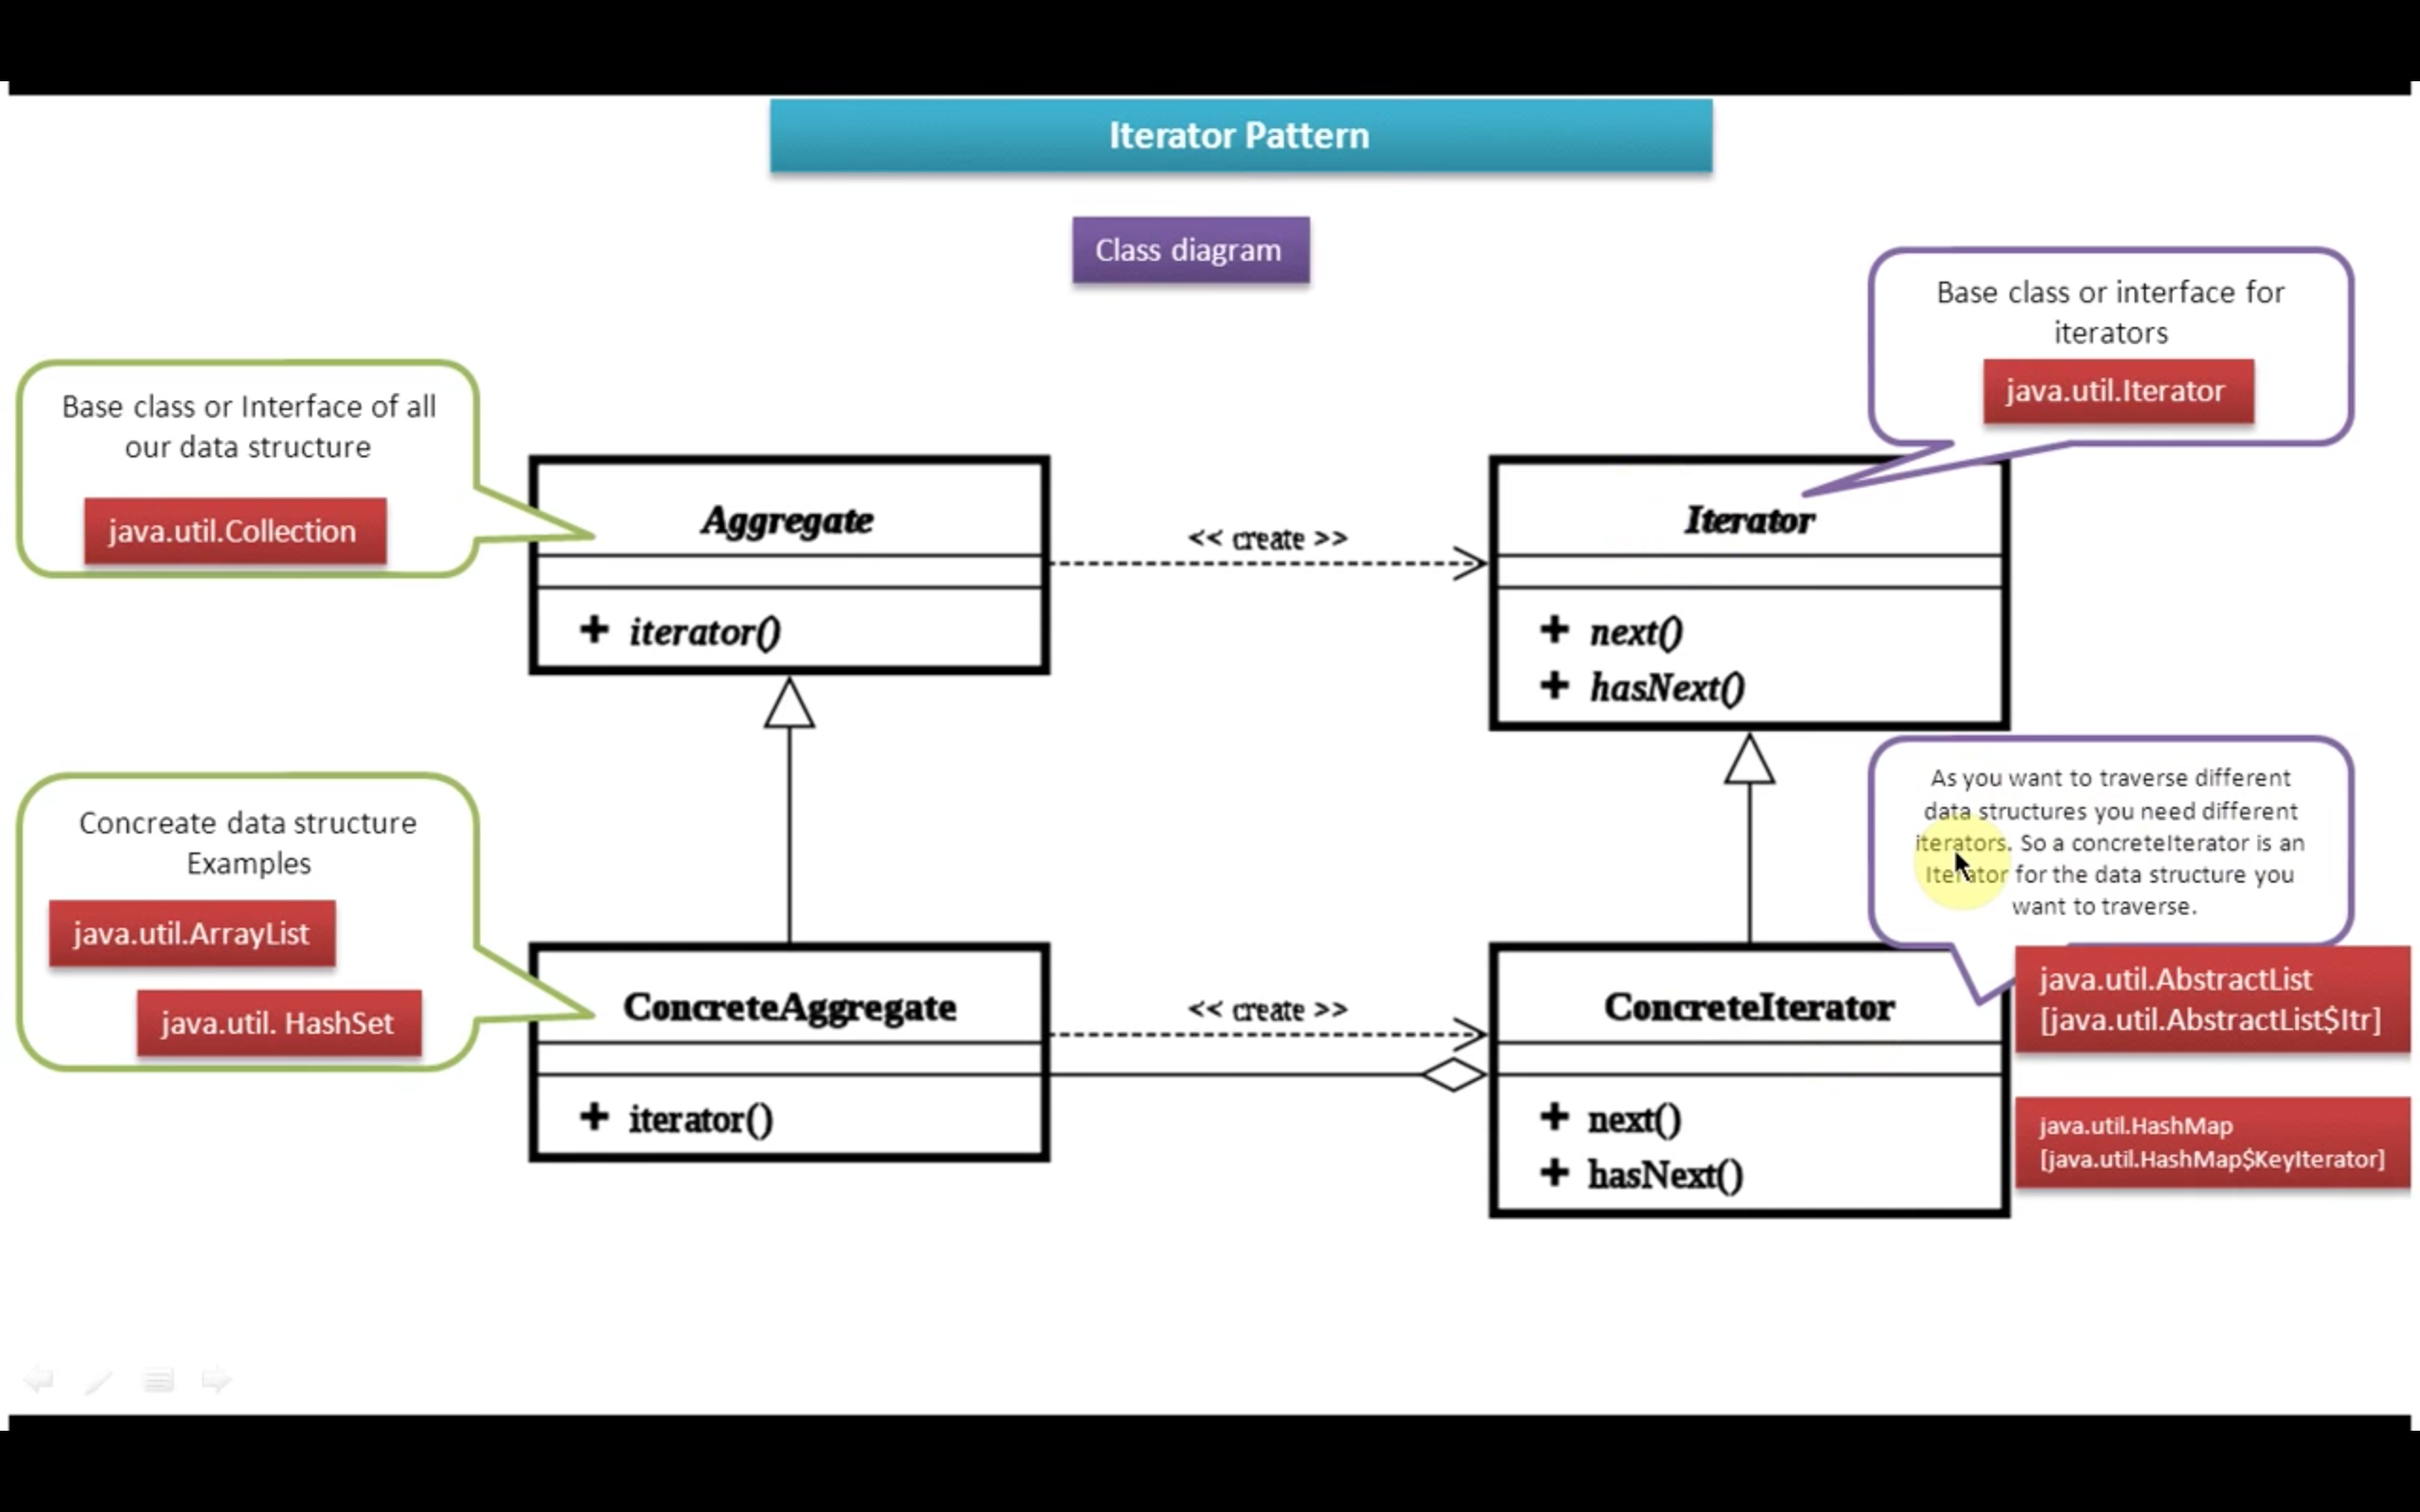 Iterator Pattern
Class diagram
Base class or interface for
iterators
java.util.Iterator
Base class or Interface of all
our data structure
java.util.Collection
Aggregate
+ iterator()
<< create >>
Iterator
+ next()
+ hasNext()
As you want to traverse different
data structures you need different
iterators. So a concreteIterator is an
Iterator for the data structure you
want to traverse.
Concreate data structure
Examples
java.util.ArrayList
java.util. HashSet
ConcreteAggregate
+ iterator()
<< create >>
ConcreteIterator
+ next()
+ hasNext()
java.util.AbstractList
[java.util.AbstractList$Itr]
java.util.HashMap
[java.util.HashMap$KeyIterator]